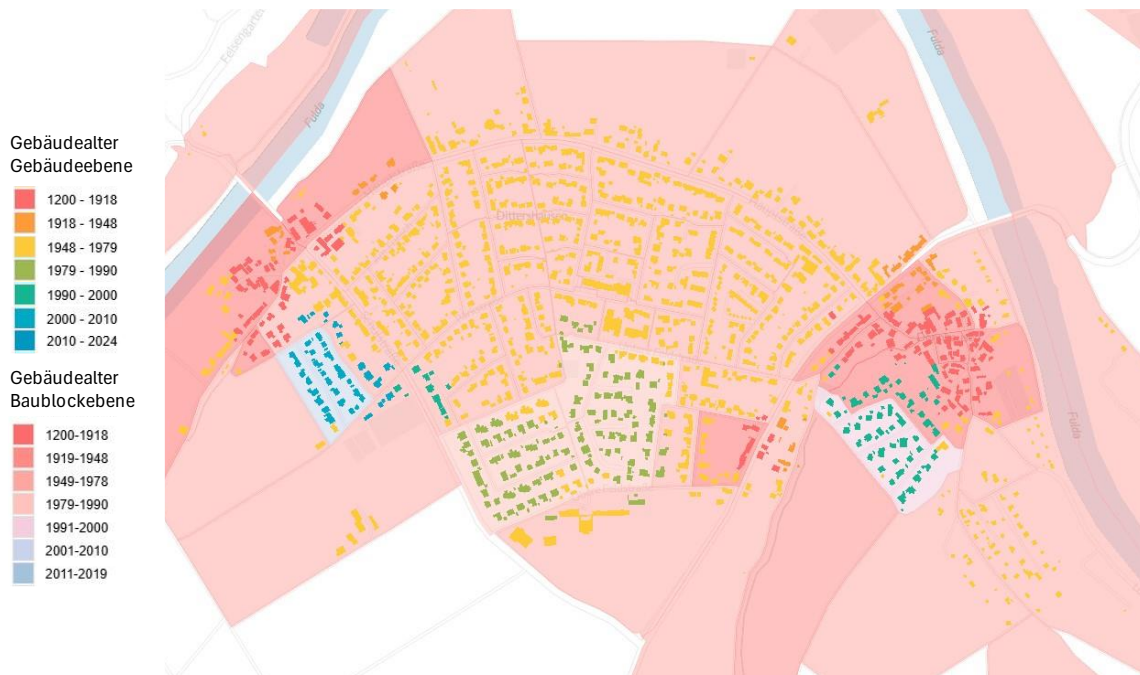 Gebäudealter
Gebäudeebene
1200 - 1918
1918 - 1948
1948 - 1979
1979 - 1990
1990 - 2000
2000 - 2010
2010 - 2024
Gebäudealter
Baublockebene
1200-1918
1919-1948
1949-1978
1979-1990
1991-2000
2001-2010
2011-2019
Felsengarten
Fulda
Fulda
Fulda